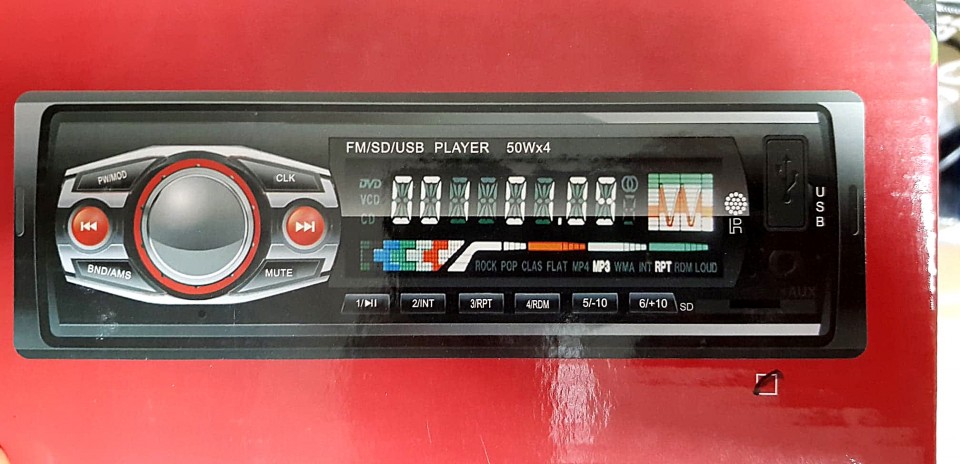 FM/SD/USB PLAYER 50Wx4
PW/MOD
CLK
BND/AMS
MUTE
DVD
VCD
CD
ROCK POP CLAS FLAT MP4 MP3 WMA INT RPT RDM LOUD
1/▶II
2/INT
3/RPT
4/RDM
5/-10
6/+10
SD
IR
USB
AUX